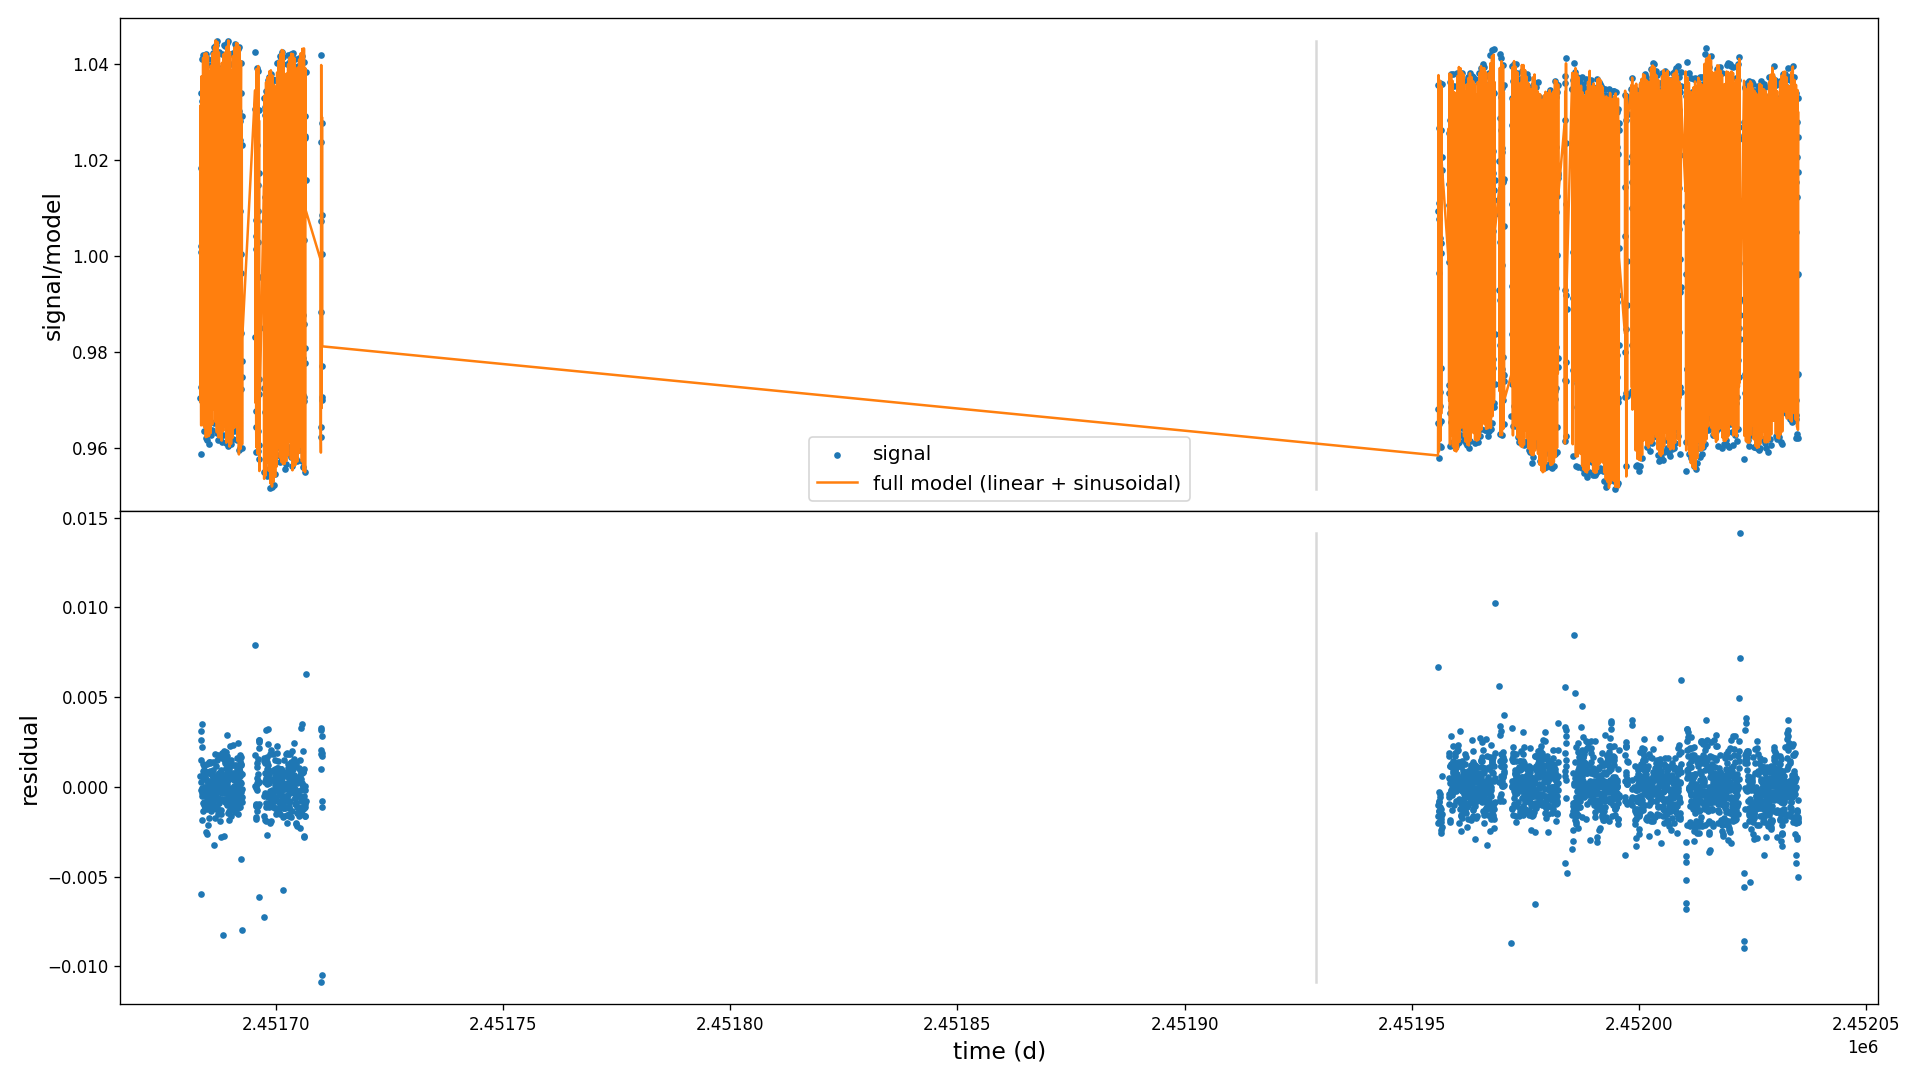 1.04
1.02
1.00
0.98
0.96
signal/model
signal
full model (linear + sinusoidal)
0.015
0.010
0.005
0.000
−0.005
−0.010
residual
2.45170 2.45175 2.45180 2.45185 2.45190 2.45195 2.45200 2.45205
1e6
time (d)